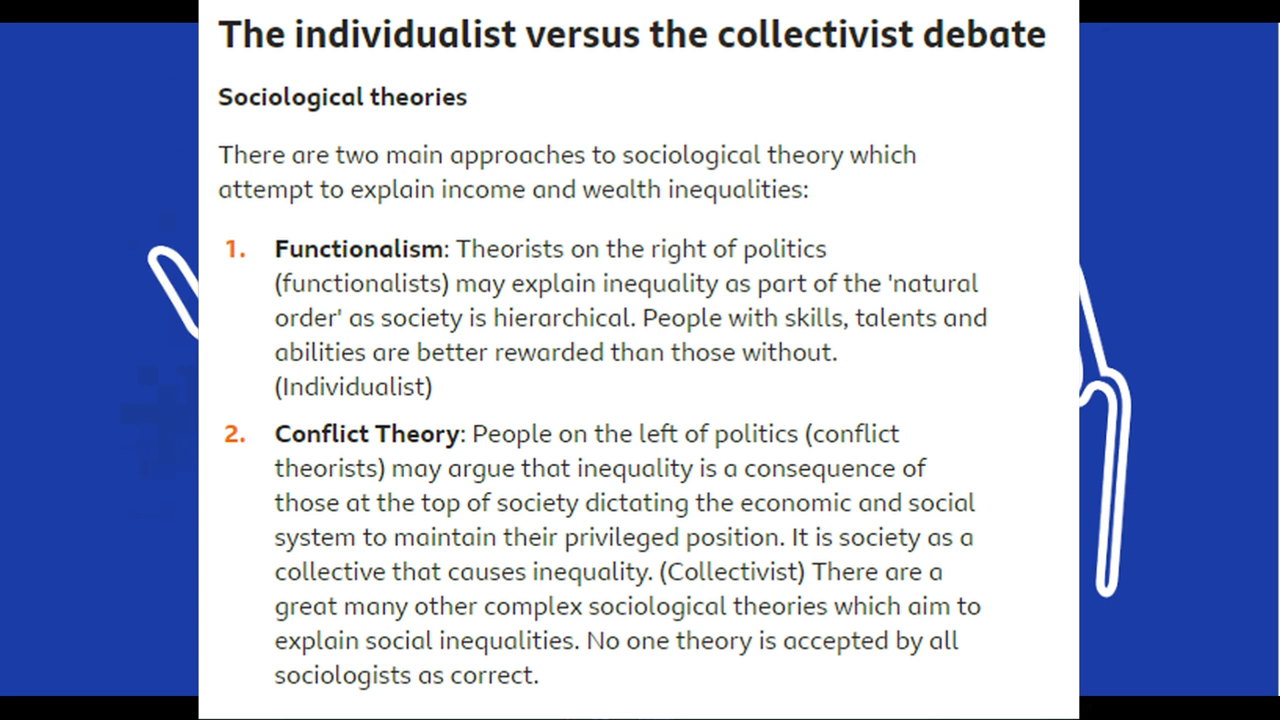 The individualist versus the collectivist debate
Sociological theories
There are two main approaches to sociological theory which
attempt to explain income and wealth inequalities:
1. Functionalism: Theorists on the right of politics
(functionalists) may explain inequality as part of the 'natural
order' as society is hierarchical. People with skills, talents and
abilities are better rewarded than those without.
(Individualist)
2. Conflict Theory: People on the left of politics (conflict
theorists) may argue that inequality is a consequence of
those at the top of society dictating the economic and social
system to maintain their privileged position. It is society as a
collective that causes inequality. (Collectivist) There are a
great many other complex sociological theories which aim to
explain social inequalities. No one theory is accepted by all
sociologists as correct.